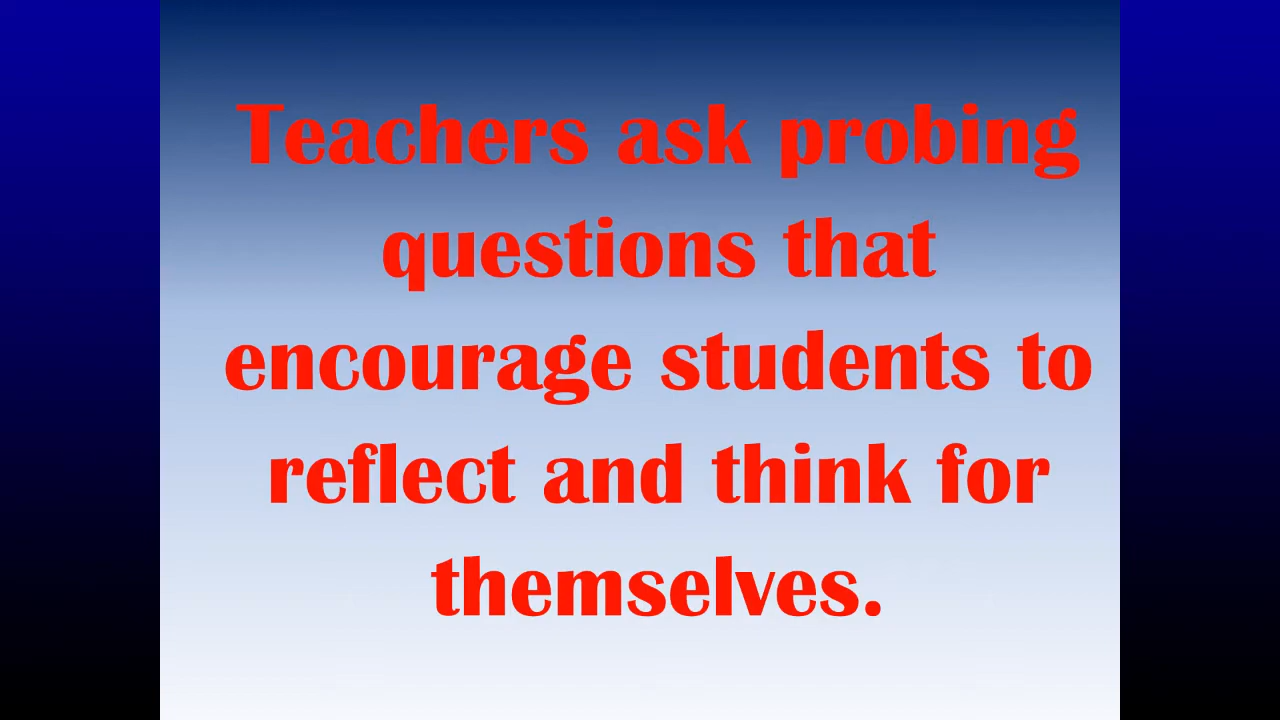 Teachers ask probing
questions that
encourage students to
reflect and think for
themselves.